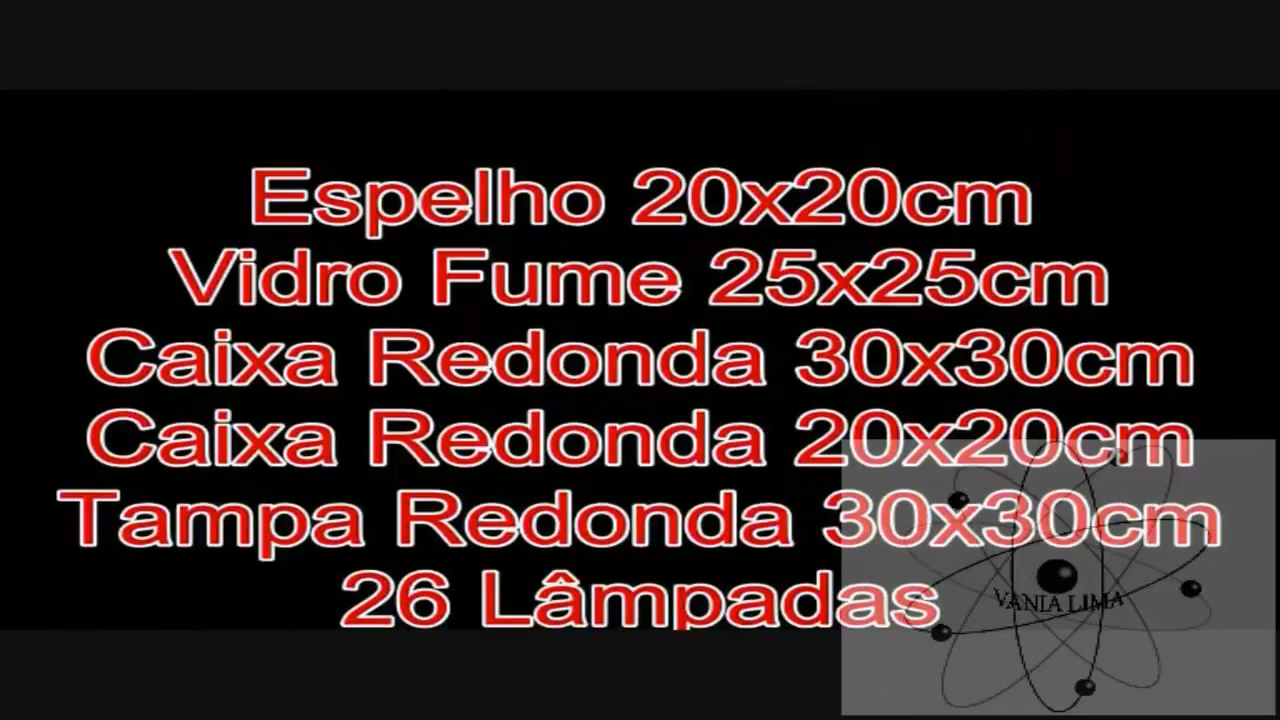 Espelho 20x20cm
Vidro Fume 25x25cm
Caixa Redonda 30x30cm
Caixa Redonda 20x20cm
Tampa Redonda 30x30cm
26 Lâmpadas
VANIA LIMA